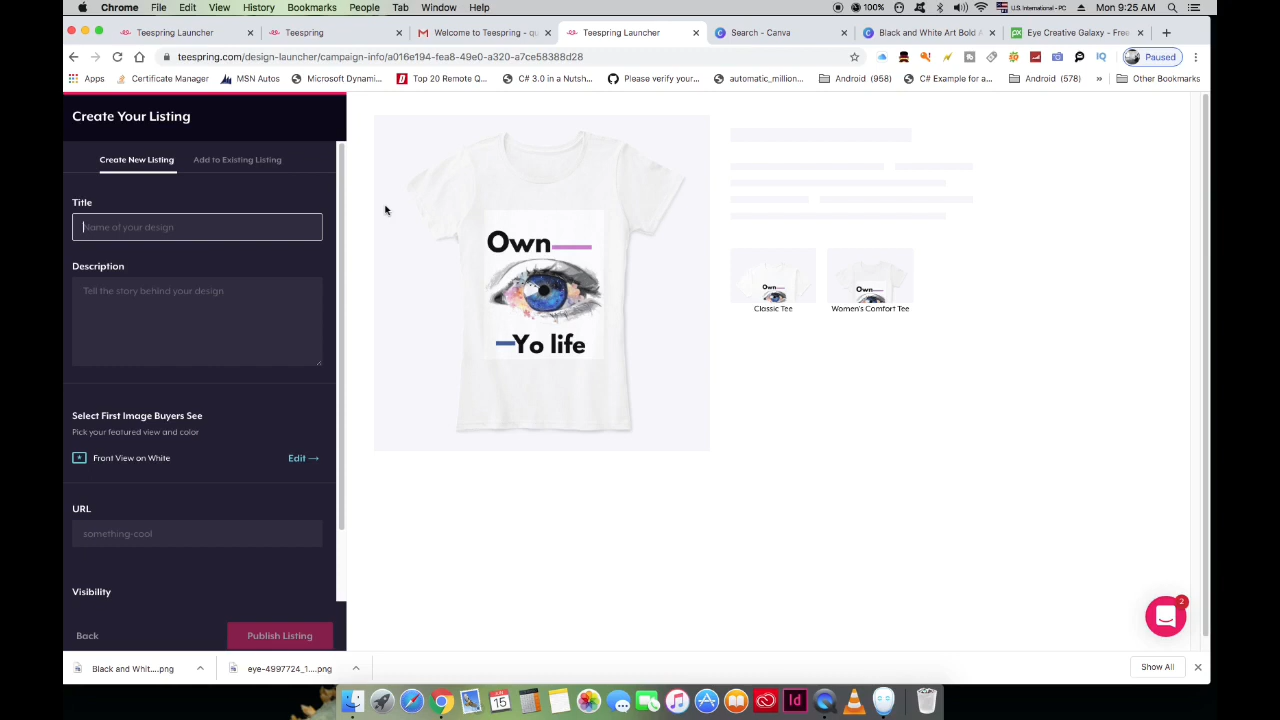 Chrome File Edit View History Bookmarks People Tab Window Help 100% U.S. International - PC Mon 9:25 AM
Teespring Launcher Teespring Welcome to Teespring - qu Teespring Launcher Search - Canva Black and White Art Bold A Eye Creative Galaxy - Free
teespring.com/design-launcher/campaign-info/a016e194-fea8-49e0-a320-a7ce58388d28 Paused
Apps Certificate Manager MSN Autos Microsoft Dynami... Top 20 Remote Q... C# 3.0 in a Nutsh... Please verify your... automatic_million... Android (958) C# Example for a... Android (578) » Other Bookmarks
Create Your Listing
Create New Listing Add to Existing Listing
Title
Name of your design
Description
Tell the story behind your design
Select First Image Buyers See
Pick your featured view and color
Front View on White Edit →
URL
something-cool
Visibility
Back Publish Listing
Own
Yo life
Own
Own
Classic Tee Women's Comfort Tee
2
Black and Whit....png eye-4997724_1....png Show All
15
Id